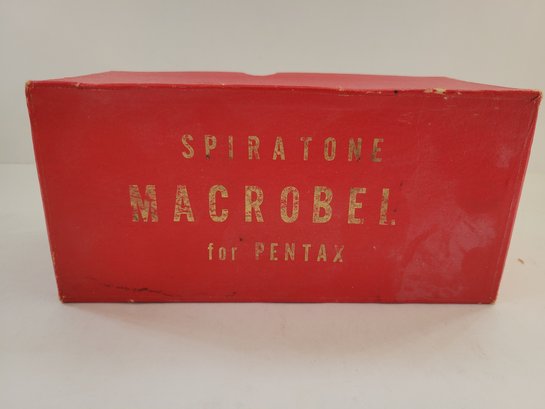 SPIRATONE
MACROBEL
for PENTAX